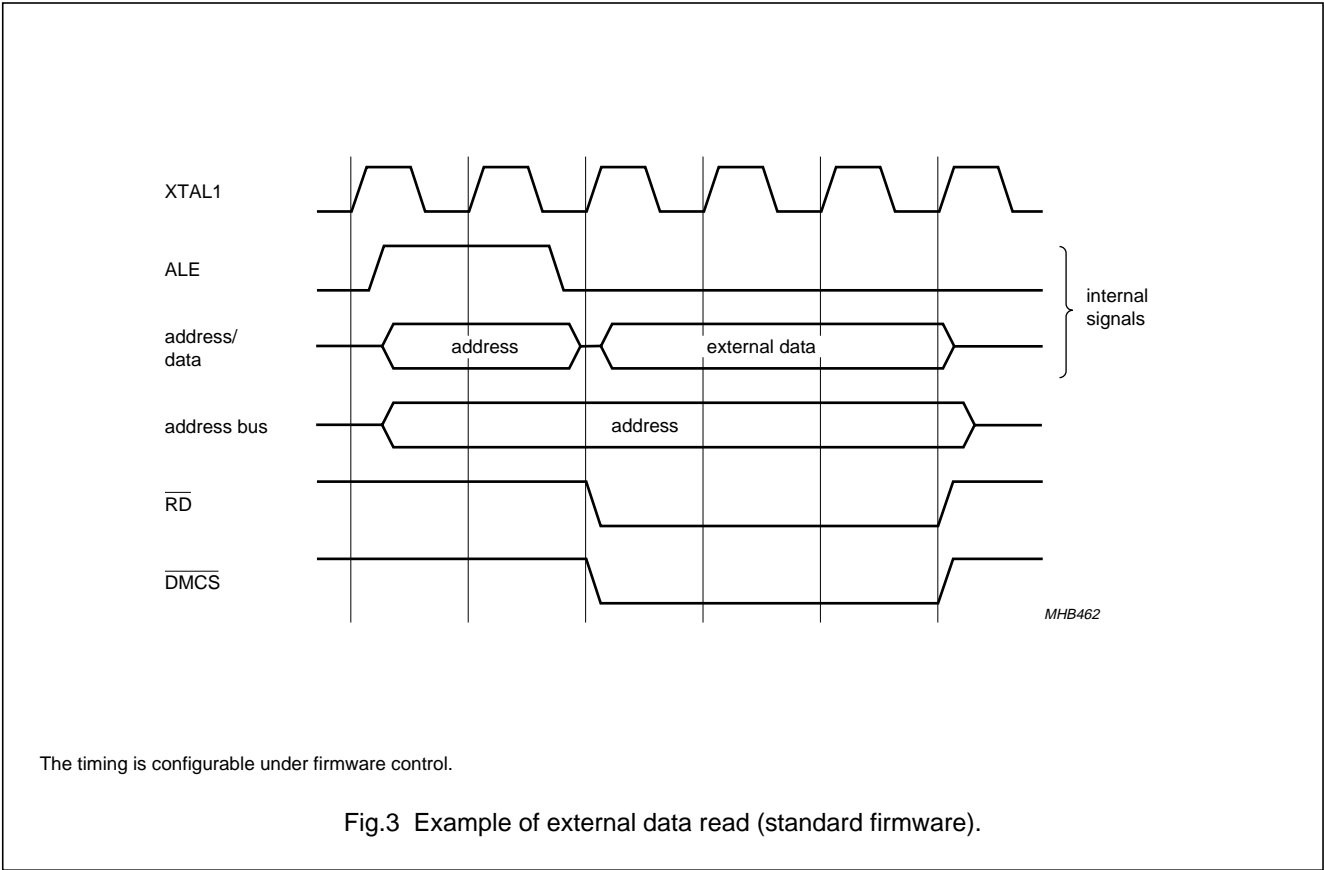 XTAL1
ALE
internal
signals
address/
data
address
external data
address bus
address
RD
DMCS
MHB462
The timing is configurable under firmware control.
Fig.3 Example of external data read (standard firmware).